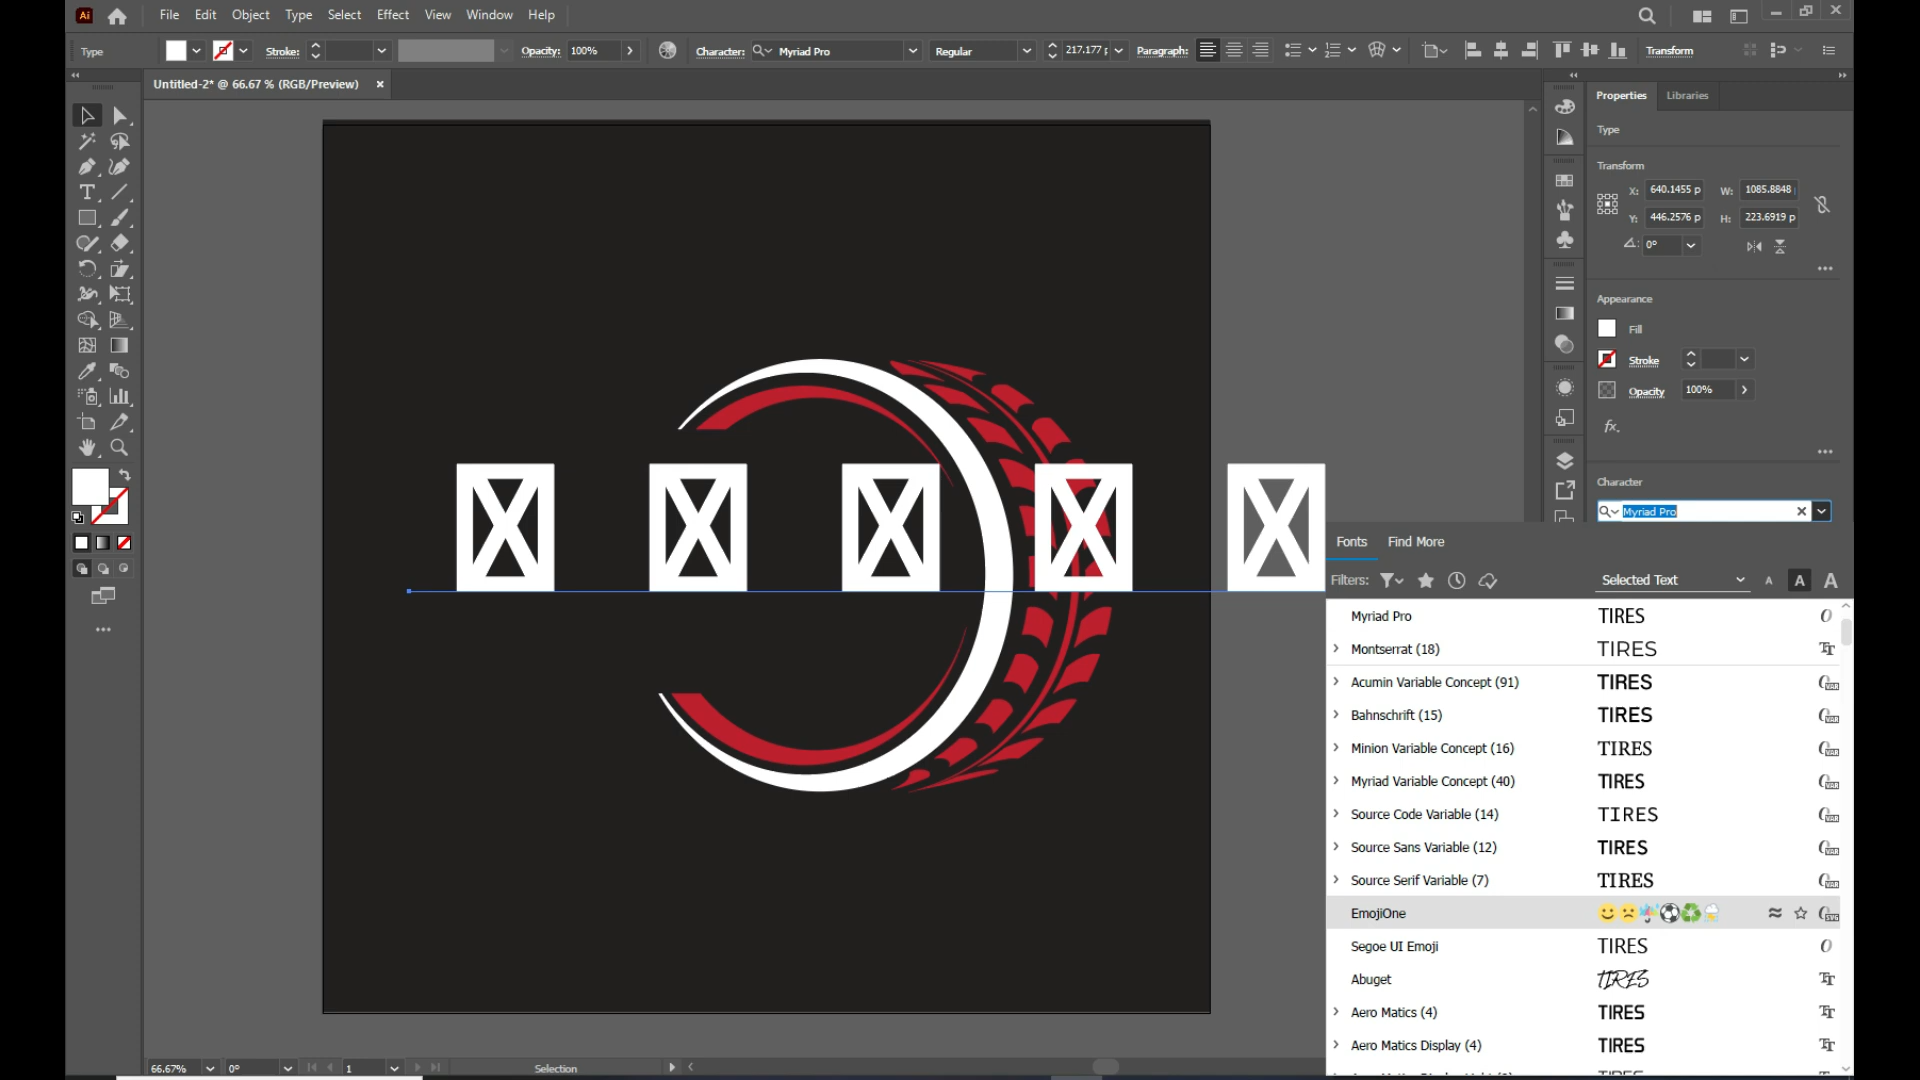 Ai File Edit Object Type Select Effect View Window Help
Type Stroke: Opacity: 100% Character: Myriad Pro Regular 217.177 p Paragraph: Transform
Untitled-2* @ 66.67 % (RGB/Preview) ×
Properties Libraries
Type
Transform
X: 640.1455 p W: 1085.8848
Y: 446.2576 p H: 223.6919 p
0°
Appearance
Fill
Stroke
Opacity 100%
fx.
Character
Myriad Pro
Fonts Find More
Filters: Selected Text A A A
Myriad Pro TIRES
Montserrat (18) TIRES
Acumin Variable Concept (91) TIRES
Bahnschrift (15) TIRES
Minion Variable Concept (16) TIRES
Myriad Variable Concept (40) TIRES
Source Code Variable (14) TIRES
Source Sans Variable (12) TIRES
Source Serif Variable (7) TIRES
EmojiOne
Segoe UI Emoji TIRES
Abuget TIRES
Aero Matics (4) TIRES
Aero Matics Display (4) TIRES
66.67% 0° 1 Selection